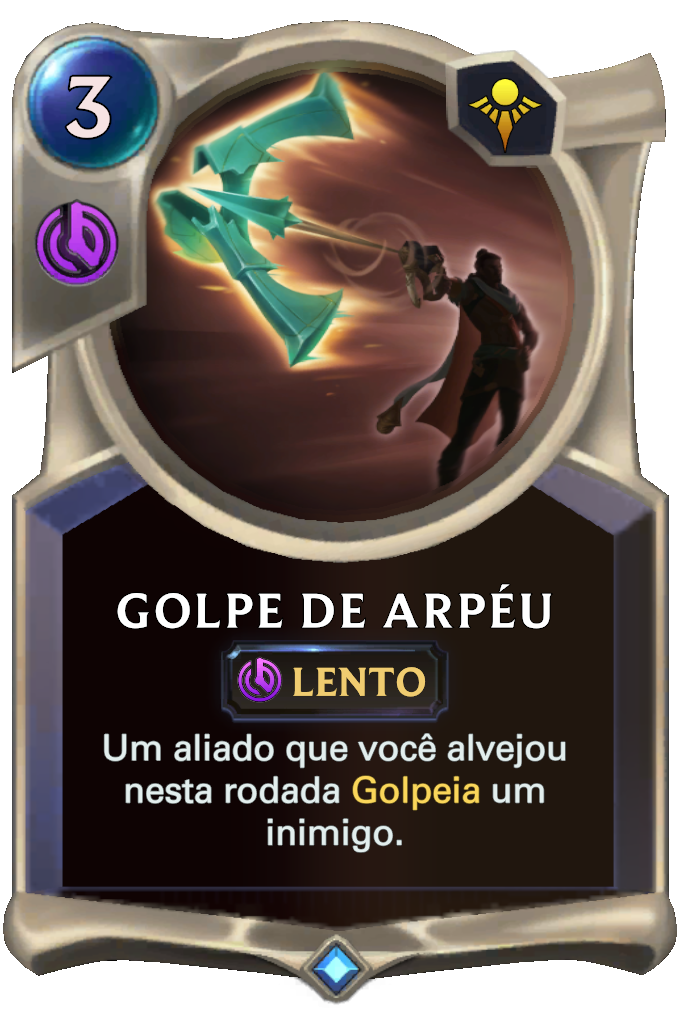 3
GOLPE DE ARPÉU
LENTO
Um aliado que você alvejou
nesta rodada Golpeia um
inimigo.